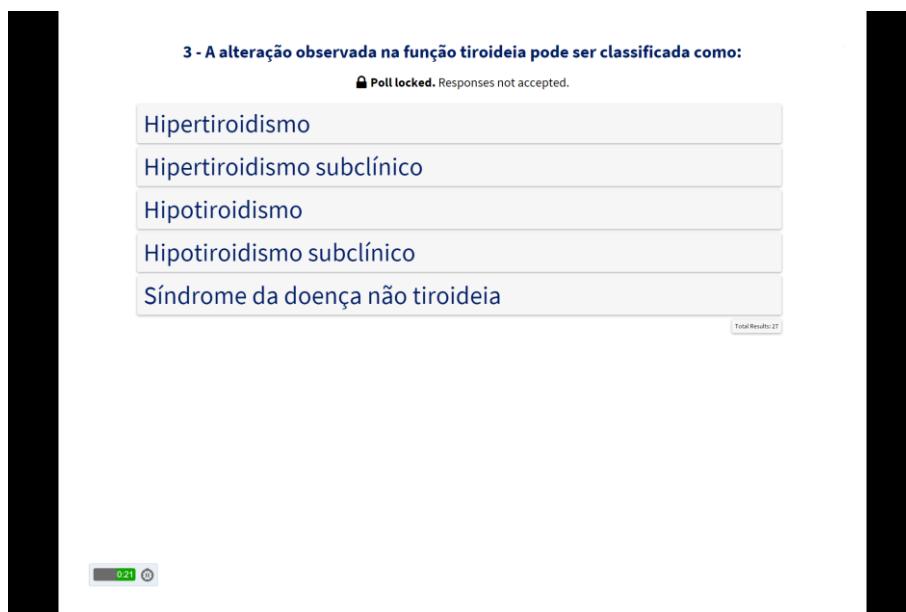 3 - A alteração observada na função tiroideia pode ser classificada como:
Poll locked. Responses not accepted.
Hipertiroidismo
Hipertiroidismo subclínico
Hipotiroidismo
Hipotiroidismo subclínico
Síndrome da doença não tiroideia
Total Results: 27
0:21